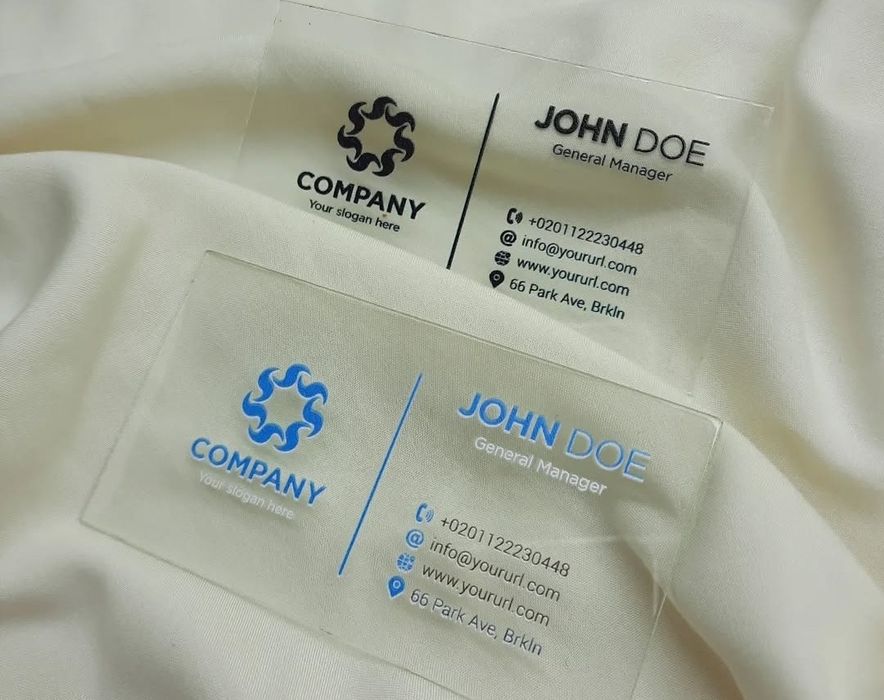 COMPANY
Your slogan here
JOHN DOE
General Manager
+0201122230448
info@yoururl.com
www.yoururl.com
66 Park Ave, Brkln
COMPANY
Your slogan here
JOHN DOE
General Manager
+0201122230448
info@yoururl.com
www.yoururl.com
66 Park Ave, Brkln